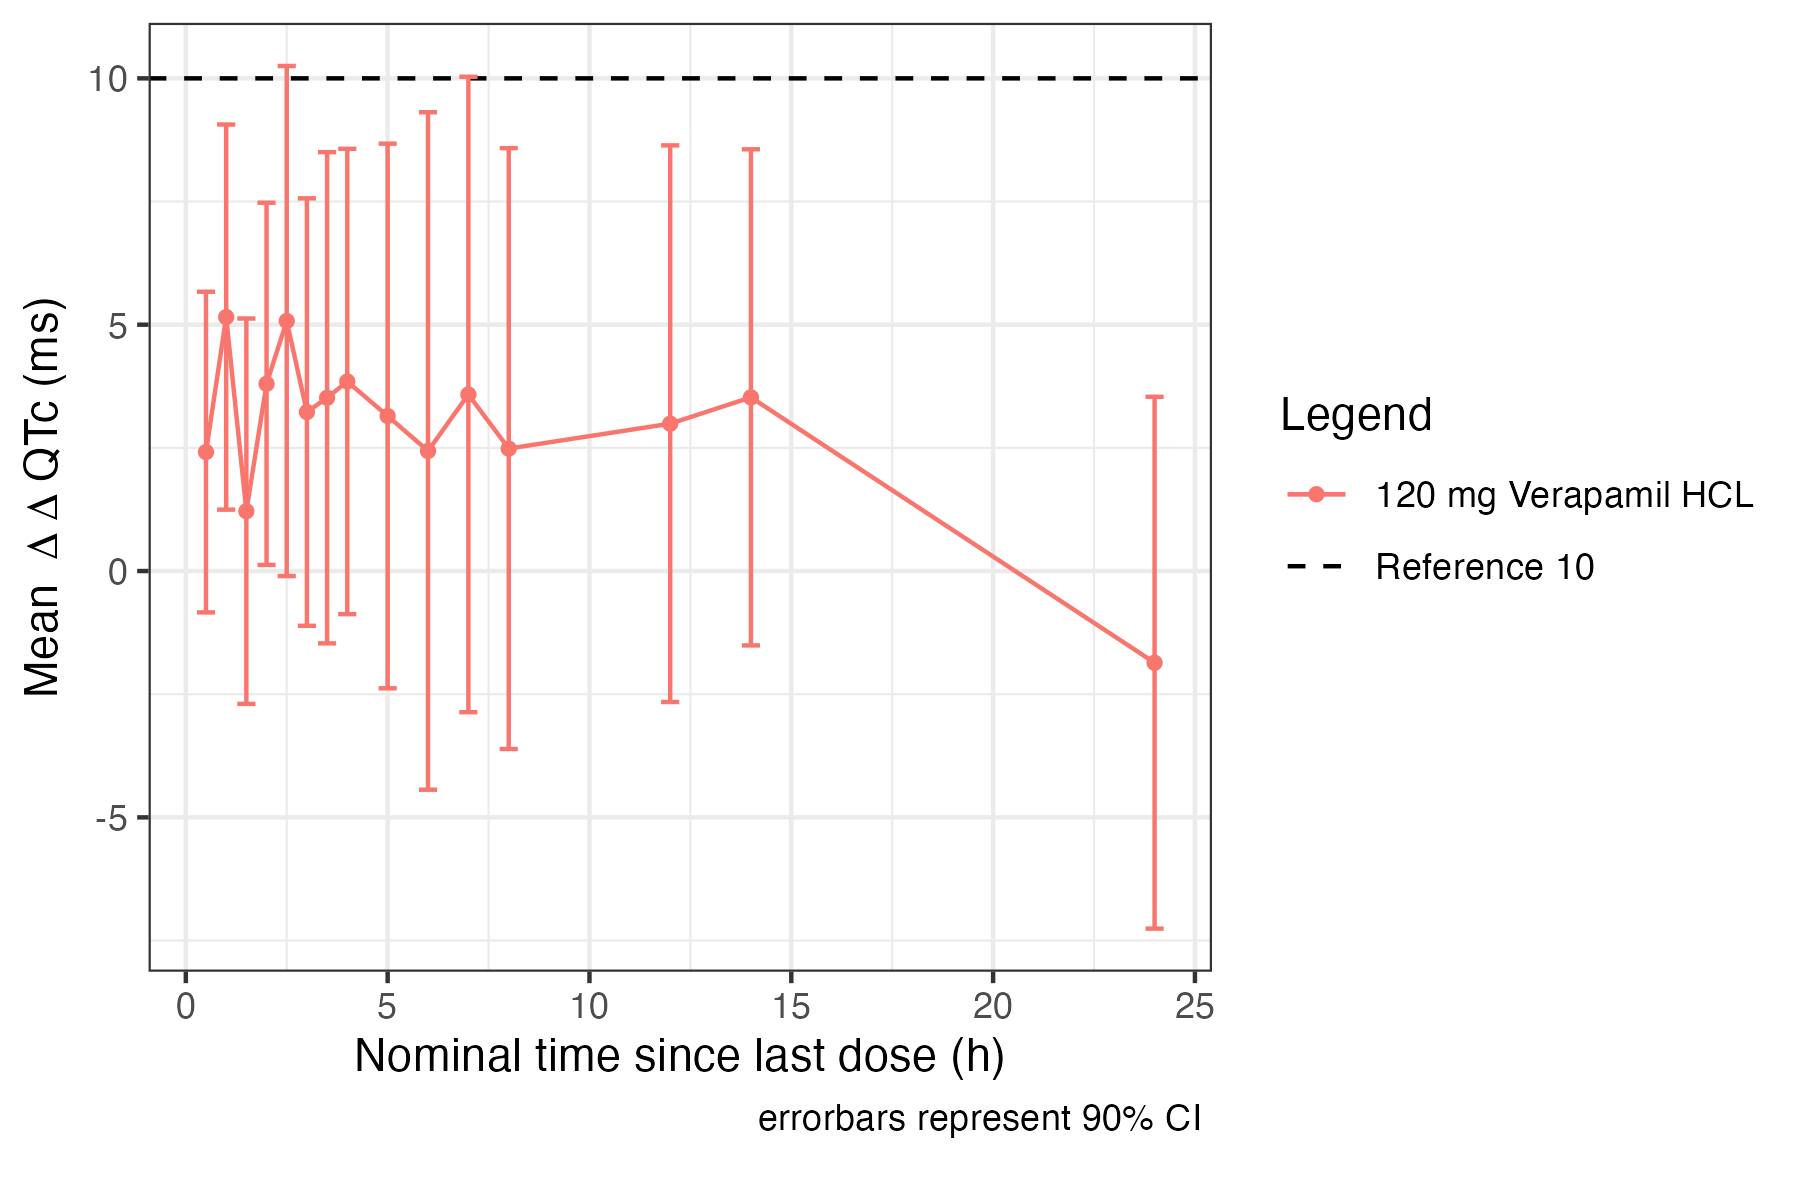 10
5
0
-5
Mean Δ Δ QTc (ms)
0 5 10 15 20 25
Nominal time since last dose (h)
errorbars represent 90% CI
Legend
120 mg Verapamil HCL
Reference 10